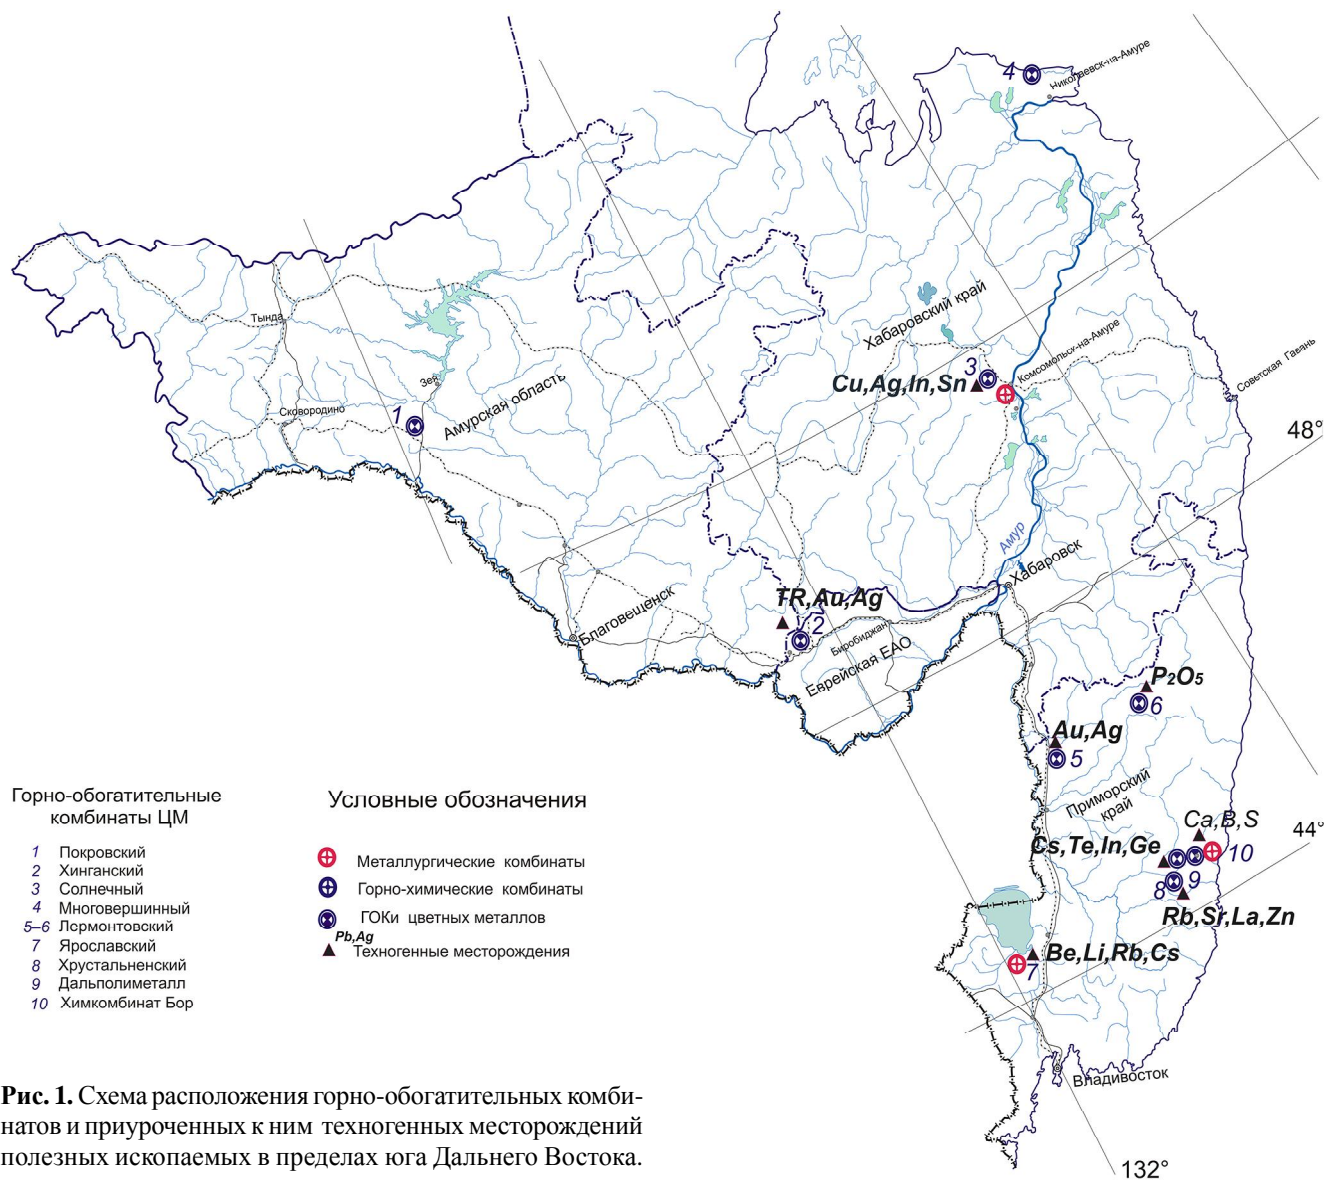 4
Николаевск-на-Амуре
Хабаровский край
Тында
3
Комсомольск-на-Амуре
Cu,Ag,In,Sn
Советская Гавань
Зея
Сковородино
1
Амурская область
48°
Амур
Хабаровск
TR,Au,Ag
Благовещенск
2
Биробиджан
Еврейская ЕАО
P2O5
6
Au,Ag
5
Приморский
край
Ca,B,S
44°
Cs,Te,In,Ge
10
8
9
Rb,Sr,La,Zn
Be,Li,Rb,Cs
7
Владивосток
132°
Горно-обогатительные
комбинаты ЦМ
1 Покровский
2 Хинганский
3 Солнечный
4 Многовершинный
5–6 Лермонтовский
7 Ярославский
8 Хрустальненский
9 Дальполиметалл
10 Химкомбинат Бор
Условные обозначения
Металлургические комбинаты
Горно-химические комбинаты
ГОКи цветных металлов
Pb,Ag
Техногенные месторождения
Рис. 1. Схема расположения горно-обогатительных комби-
натов и приуроченных к ним техногенных месторождений
полезных ископаемых в пределах юга Дальнего Востока.